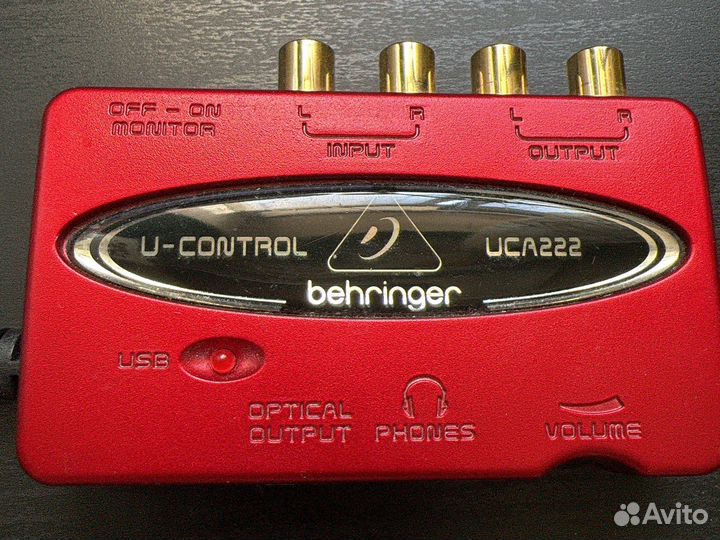 OFF - ON
MONITOR
L R
INPUT
L R
OUTPUT
U-CONTROL
UCA222
behringer
USB
OPTICAL
OUTPUT
PHONES
VOLUME
Avito